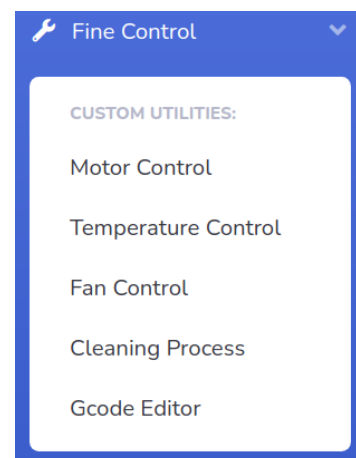 Fine Control
CUSTOM UTILITIES:
Motor Control
Temperature Control
Fan Control
Cleaning Process
Gcode Editor